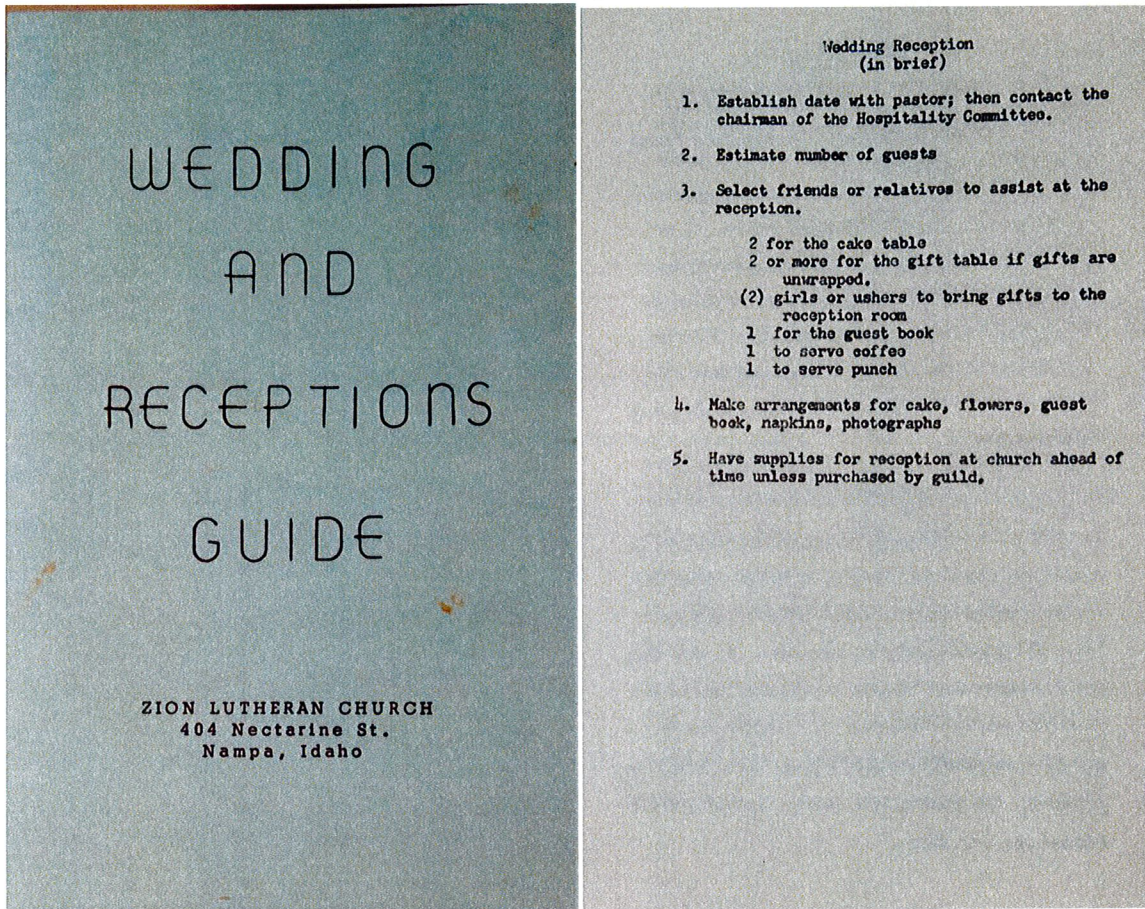 WEDDING
AND
RECEPTIONS
GUIDE
ZION LUTHERAN CHURCH
404 Nectarine St.
Nampa, Idaho
Wedding Reception
(in brief)
1. Establish date with pastor; then contact the
chairman of the Hospitality Committee.
2. Estimate number of guests
3. Select friends or relatives to assist at the
reception.
2 for the cake table
2 or more for the gift table if gifts are
unwrapped.
(2) girls or ushers to bring gifts to the
reception room
1 for the guest book
1 to serve coffee
1 to serve punch
4. Make arrangements for cake, flowers, guest
book, napkins, photographs
5. Have supplies for reception at church ahead of
time unless purchased by guild.